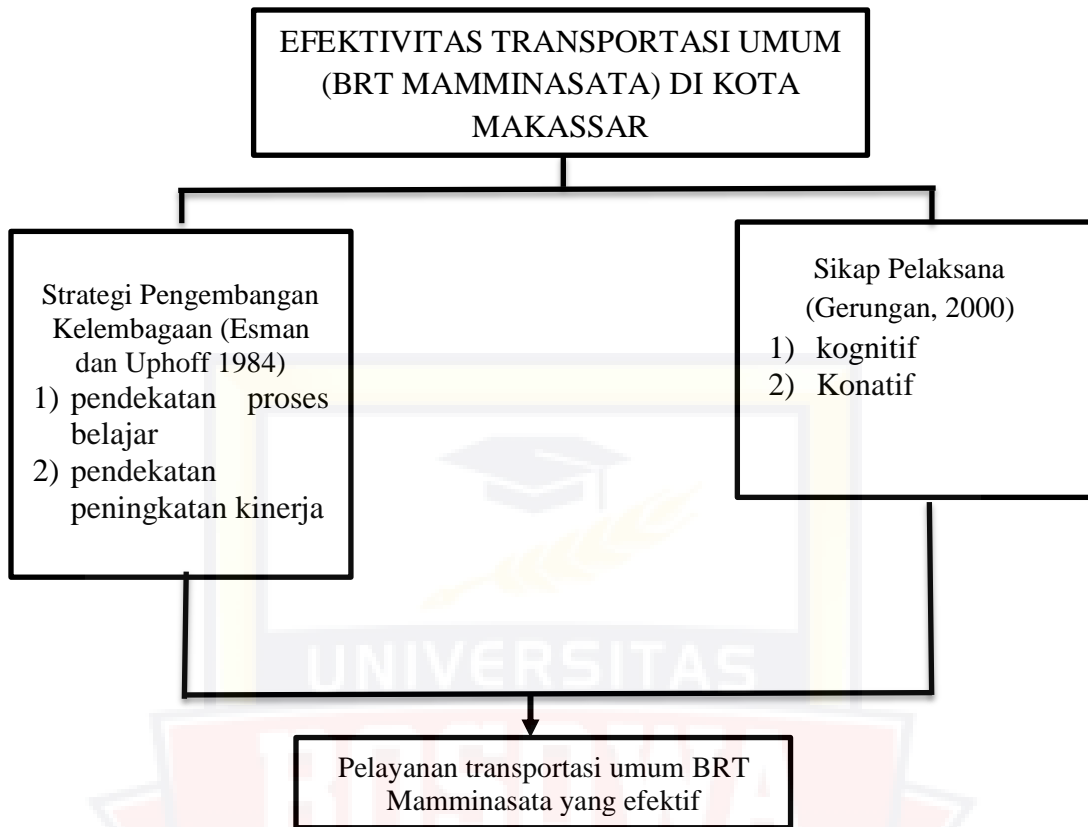 EFEKTIVITAS TRANSPORTASI UMUM
(BRT MAMMINASATA) DI KOTA
MAKASSAR
Strategi Pengembangan
Kelembagaan (Esman
dan Uphoff 1984)
1) pendekatan proses
belajar
2) pendekatan
peningkatan kinerja
Sikap Pelaksana
(Gerungan, 2000)
1) kognitif
2) Konatif
UNIVERSITAS
BOSOWA
Pelayanan transportasi umum BRT
Mamminasata yang efektif